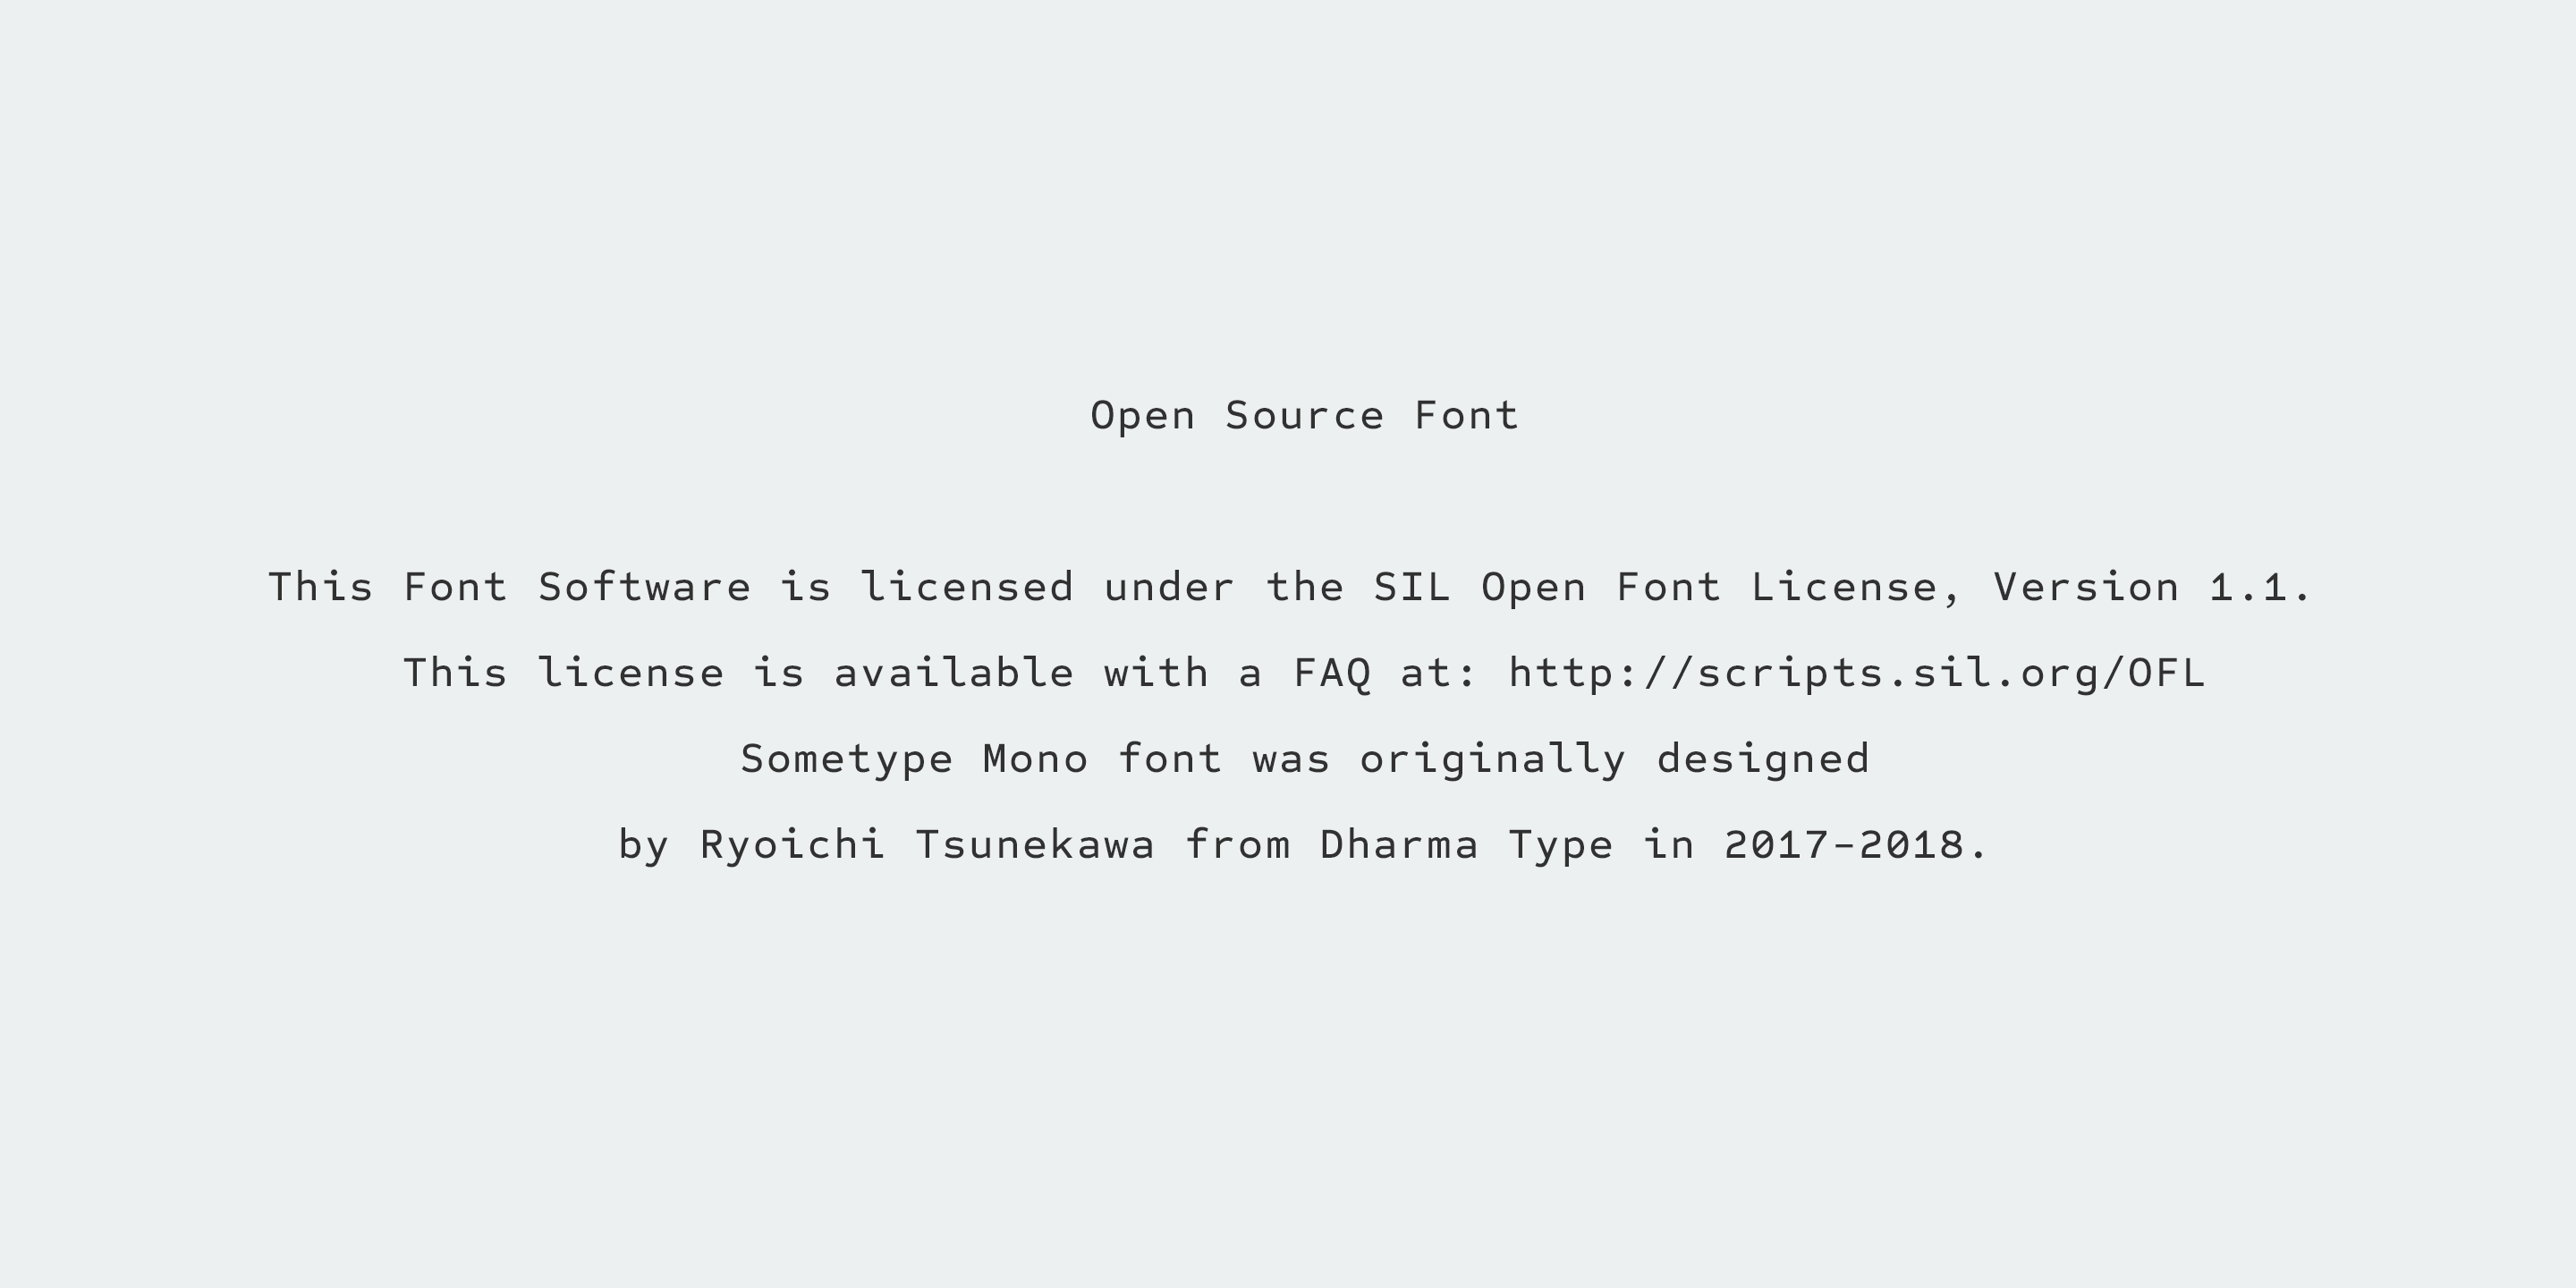 Open Source Font
This Font Software is licensed under the SIL Open Font License, Version 1.1.
This license is available with a FAQ at: http://scripts.sil.org/OFL
Sometype Mono font was originally designed
by Ryoichi Tsunekawa from Dharma Type in 2017–2018.